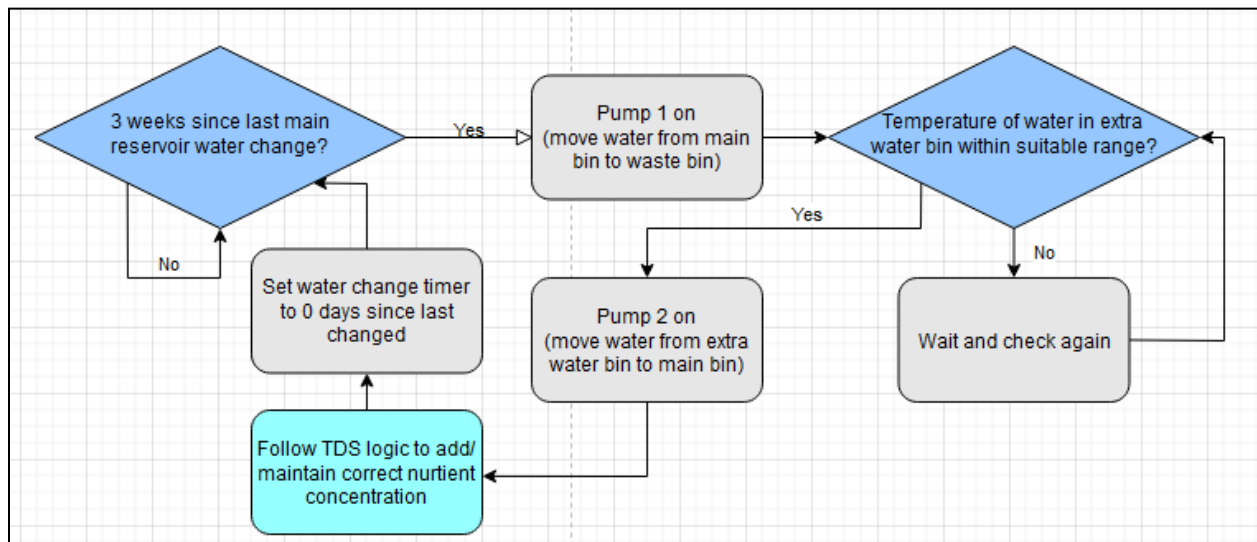 3 weeks since last main
reservoir water change?
Yes
No
Pump 1 on
(move water from main
bin to waste bin)
Temperature of water in extra
water bin within suitable range?
Yes
No
Wait and check again
Pump 2 on
(move water from extra
water bin to main bin)
Follow TDS logic to add/
maintain correct nurtient
concentration
Set water change timer
to 0 days since last
changed